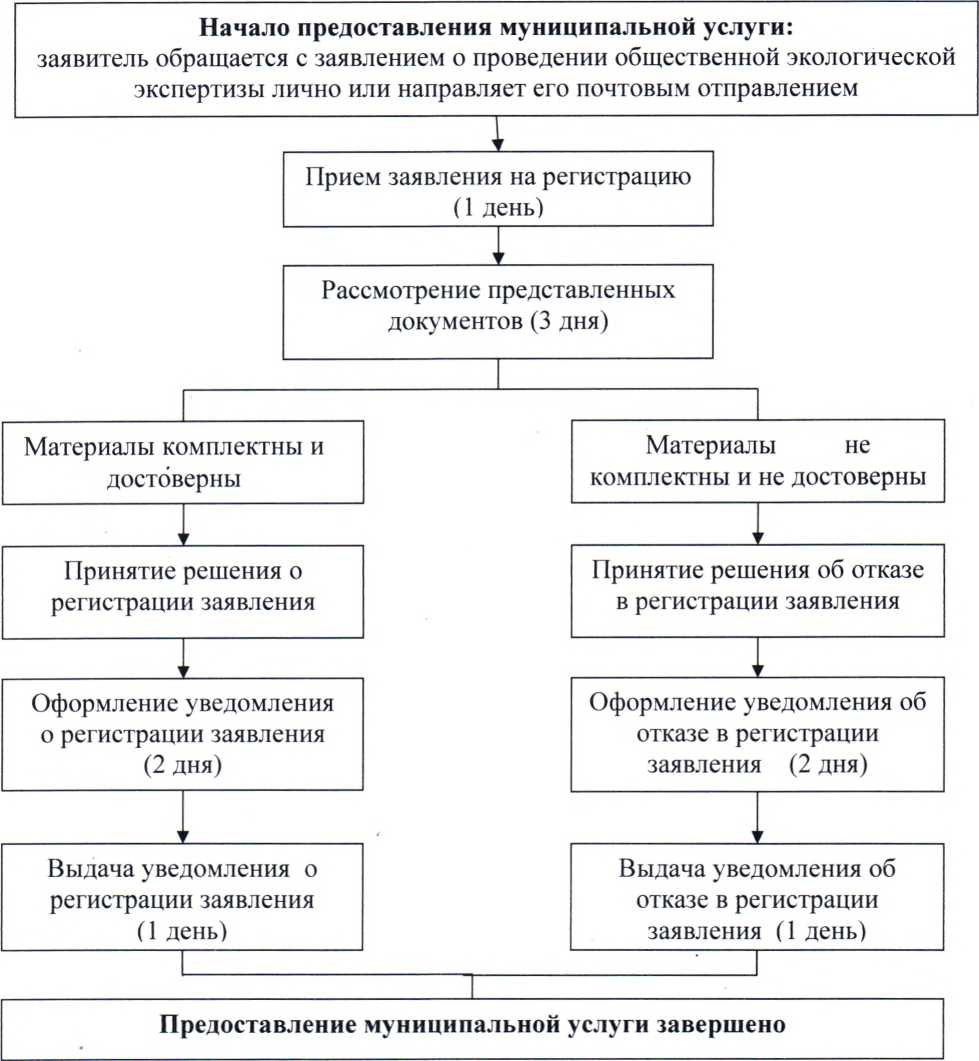 Начало предоставления муниципальной услуги:
заявитель обращается с заявлением о проведении общественной экологической
экспертизы лично или направляет его почтовым отправлением
Прием заявления на регистрацию
(1 день)
Рассмотрение представленных
документов (3 дня)
Материалы комплектны и
достоверны
Материалы не
комплектны и не достоверны
Принятие решения о
регистрации заявления
Принятие решения об отказе
в регистрации заявления
Оформление уведомления
о регистрации заявления
(2 дня)
Оформление уведомления об
отказе в регистрации
заявления (2 дня)
Выдача уведомления о
регистрации заявления
(1 день)
Выдача уведомления об
отказе в регистрации
заявления (1 день)
Предоставление муниципальной услуги завершено